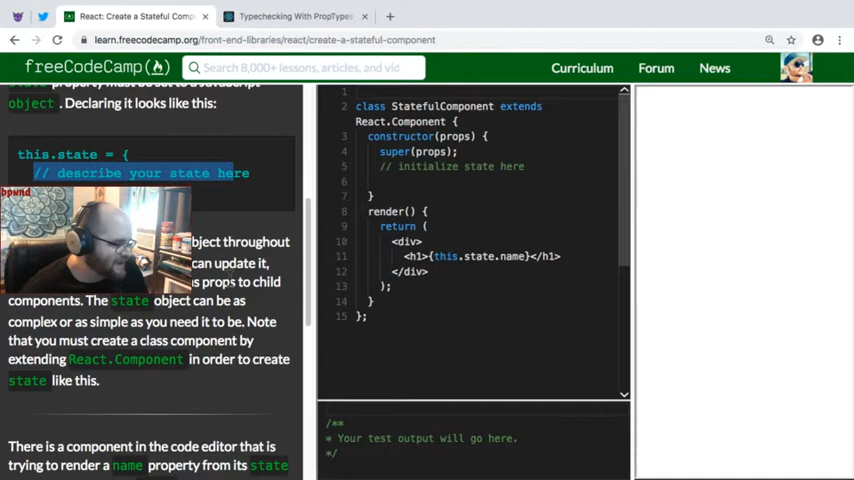 React: Create a Stateful Comp
Typechecking With PropTypes
learn.freecodecamp.org/front-end-libraries/react/create-a-stateful-component
freeCodeCamp
Search 8,000+ lessons, articles, and vid
Curriculum
Forum
News
property must be set to a JavaScript
object . Declaring it looks like this:
this.state = {
// describe your state here
bpwnd
bject throughout
can update it,
s props to child
components. The state object can be as
complex or as simple as you need it to be. Note
that you must create a class component by
extending React.Component in order to create
state like this.
There is a component in the code editor that is
trying to render a name property from its state
1
2 class StatefulComponent extends
React.Component {
3 constructor(props) {
4 super(props);
5 // initialize state here
6
7 }
8 render() {
9 return (
10 <div>
11 <h1>{this.state.name}</h1>
12 </div>
13 );
14 }
15 };
/**
* Your test output will go here.
*/